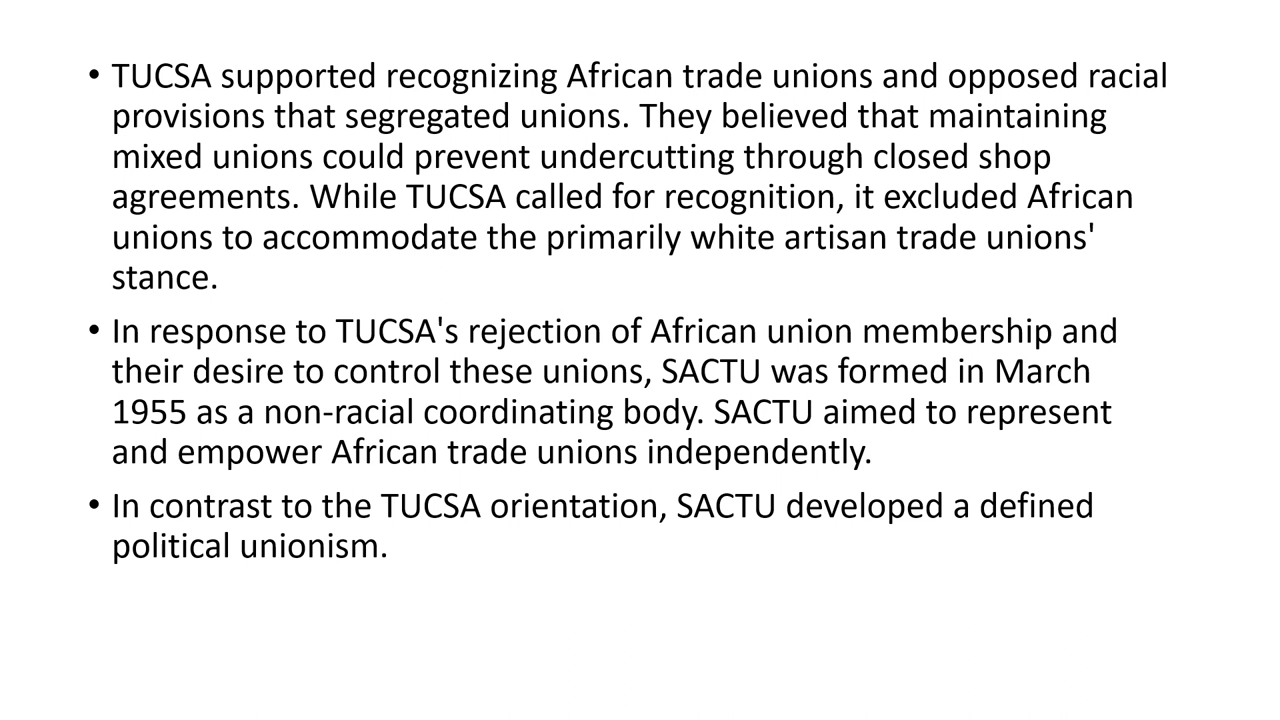 • TUCSA supported recognizing African trade unions and opposed racial
provisions that segregated unions. They believed that maintaining
mixed unions could prevent undercutting through closed shop
agreements. While TUCSA called for recognition, it excluded African
unions to accommodate the primarily white artisan trade unions'
stance.
• In response to TUCSA's rejection of African union membership and
their desire to control these unions, SACTU was formed in March
1955 as a non-racial coordinating body. SACTU aimed to represent
and empower African trade unions independently.
• In contrast to the TUCSA orientation, SACTU developed a defined
political unionism.